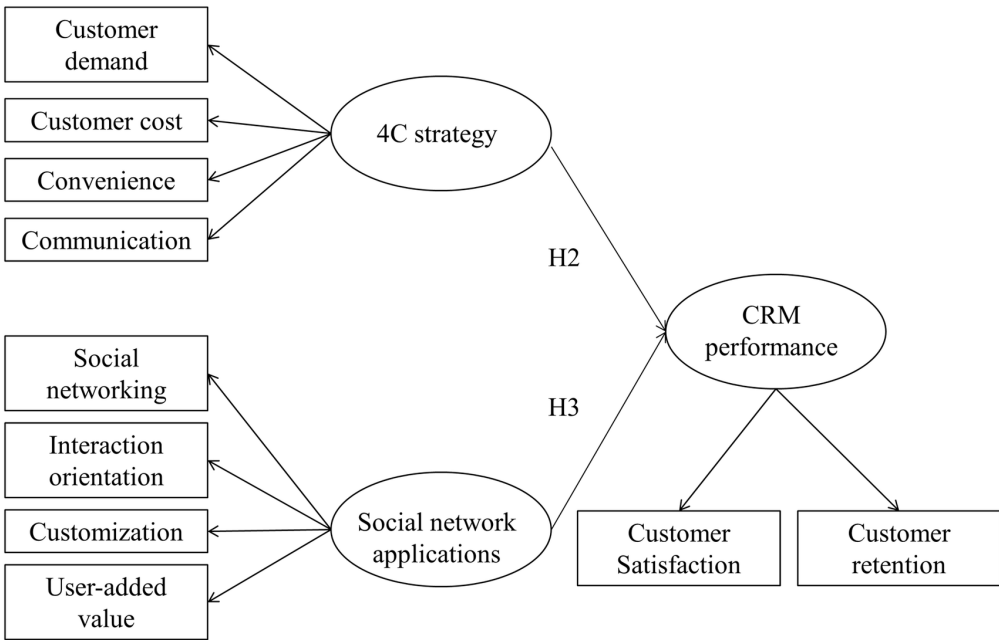 Customer
demand
Customer cost
Convenience
Communication
4C strategy
H2
CRM
performance
Social
networking
Interaction
orientation
Customization
User-added
value
H3
Social network
applications
Customer
Satisfaction
Customer
retention